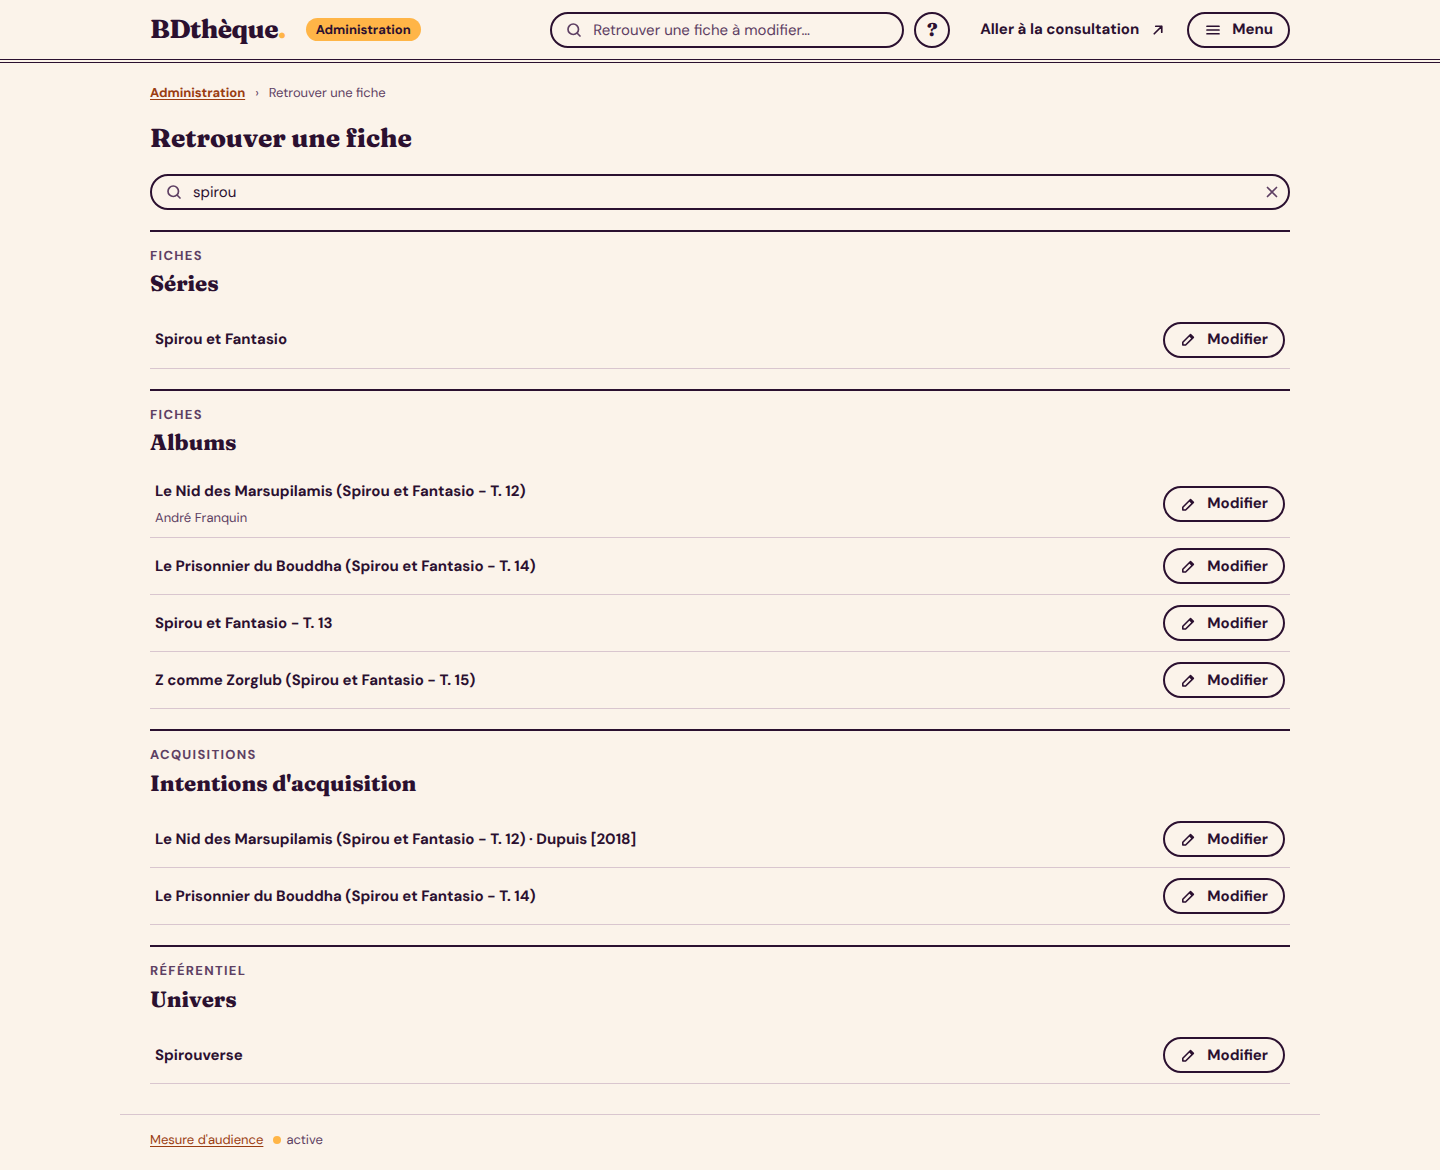 BDthèque. Administration Retrouver une fiche à modifier… ? Aller à la consultation Menu
Administration › Retrouver une fiche
Retrouver une fiche
spirou
FICHES
Séries
Spirou et Fantasio Modifier
FICHES
Albums
Le Nid des Marsupilamis (Spirou et Fantasio - T. 12) Modifier
André Franquin
Le Prisonnier du Bouddha (Spirou et Fantasio - T. 14) Modifier
Spirou et Fantasio - T. 13 Modifier
Z comme Zorglub (Spirou et Fantasio - T. 15) Modifier
ACQUISITIONS
Intentions d'acquisition
Le Nid des Marsupilamis (Spirou et Fantasio - T. 12) · Dupuis [2018] Modifier
Le Prisonnier du Bouddha (Spirou et Fantasio - T. 14) Modifier
RÉFÉRENTIEL
Univers
Spirouverse Modifier
Mesure d'audience active